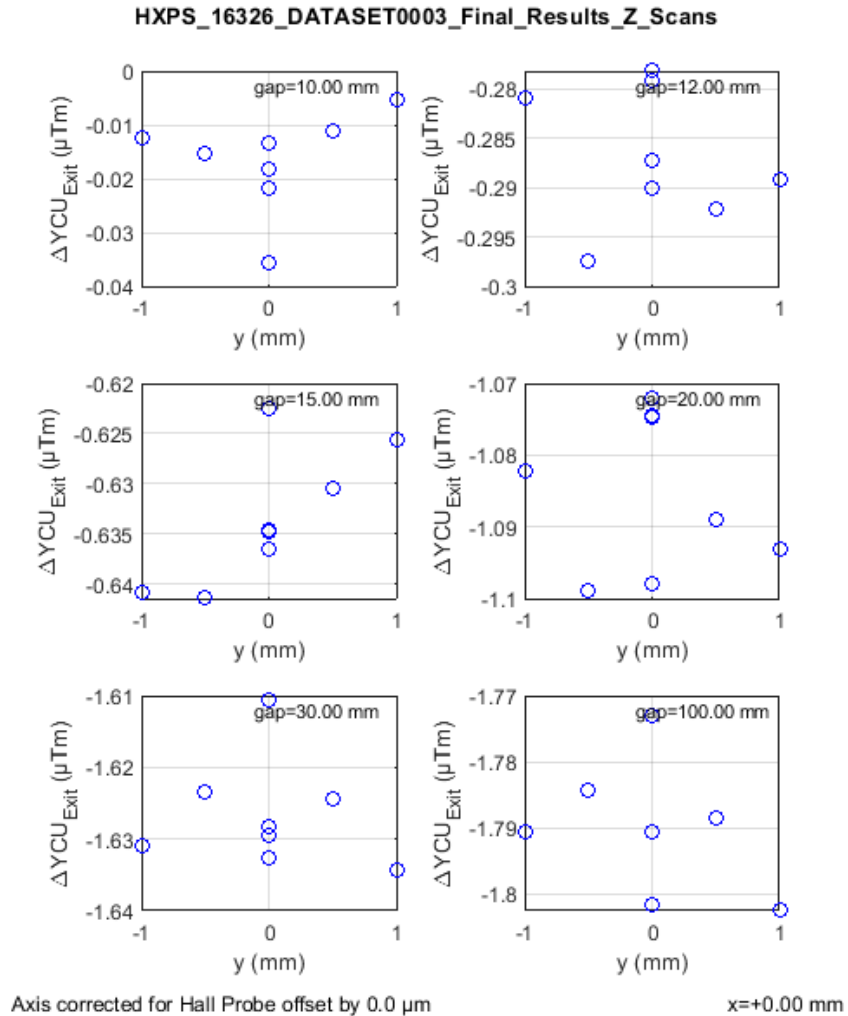 HXPS_16326_DATASET0003_Final_Results_Z_Scans
0
-0.01
-0.02
-0.03
-0.04
ΔYCU_Exit (µTm)
gap=10.00 mm
-1 0 1
y (mm)
-0.28
-0.285
-0.29
-0.295
-0.3
ΔYCU_Exit (µTm)
gap=12.00 mm
-1 0 1
y (mm)
-0.62
-0.625
-0.63
-0.635
-0.64
ΔYCU_Exit (µTm)
gap=15.00 mm
-1 0 1
y (mm)
-1.07
-1.08
-1.09
-1.1
ΔYCU_Exit (µTm)
gap=20.00 mm
-1 0 1
y (mm)
-1.61
-1.62
-1.63
-1.64
ΔYCU_Exit (µTm)
gap=30.00 mm
-1 0 1
y (mm)
-1.77
-1.78
-1.79
-1.8
ΔYCU_Exit (µTm)
gap=100.00 mm
-1 0 1
y (mm)
Axis corrected for Hall Probe offset by 0.0 µm
x=+0.00 mm